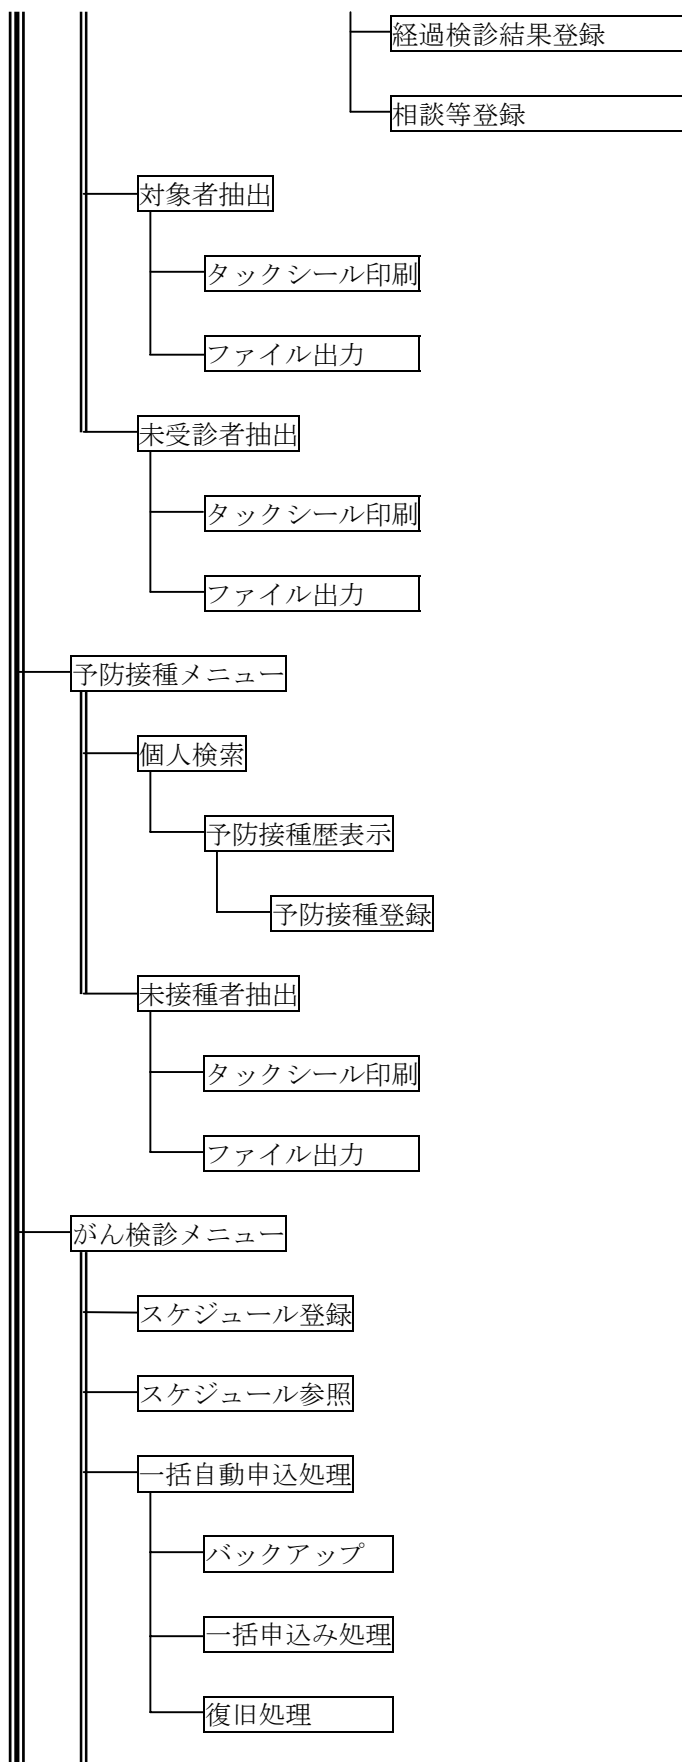 経過検診結果登録
相談等登録
対象者抽出
タックシール印刷
ファイル出力
未受診者抽出
タックシール印刷
ファイル出力
予防接種メニュー
個人検索
予防接種歴表示
予防接種登録
未接種者抽出
タックシール印刷
ファイル出力
がん検診メニュー
スケジュール登録
スケジュール参照
一括自動申込処理
バックアップ
一括申込み処理
復旧処理